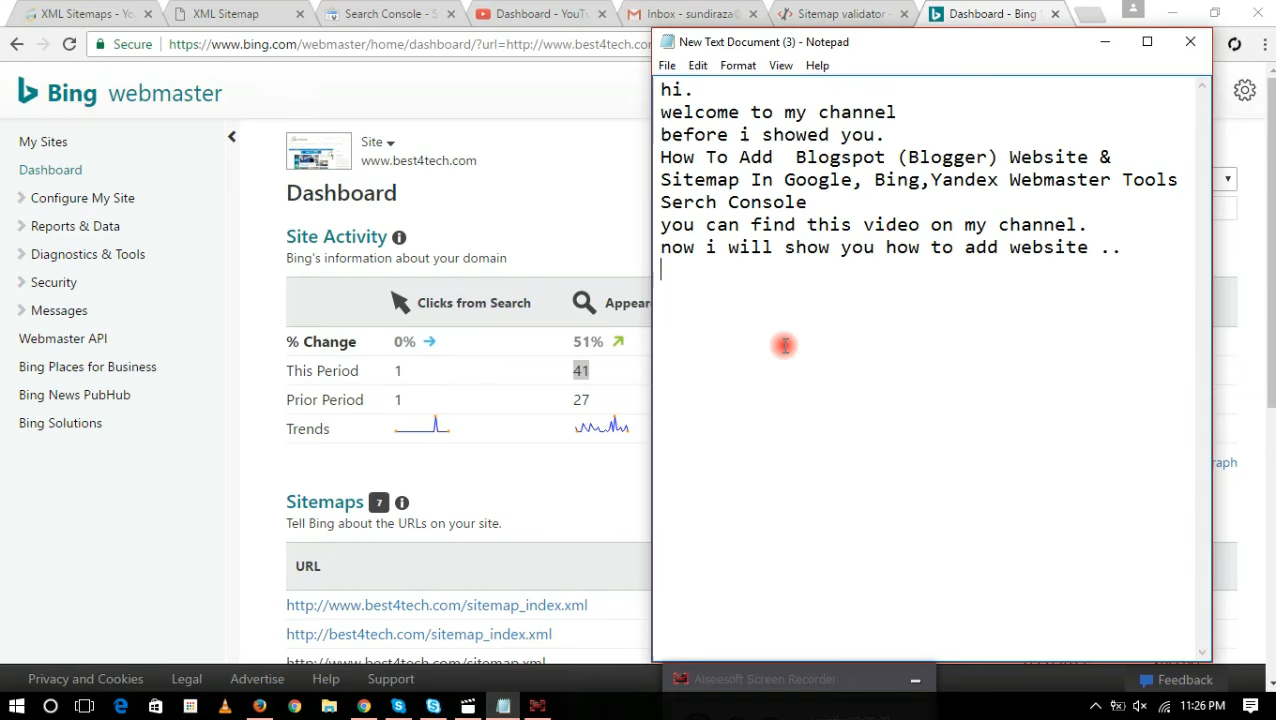 XML Sitemaps - Yo
XML Sitemap
Search Console - S
Dashboard - YouT
Inbox - sundiraza@
Sitemap validator -
Dashboard - Bing
Secure
https://www.bing.com/webmaster/home/dashboard/?url=http://www.best4tech.co
New Text Document (3) - Notepad
File Edit Format View Help
hi.
welcome to my channel
before i showed you.
How To Add  Blogspot (Blogger) Website &
Sitemap In Google, Bing,Yandex Webmaster Tools
Serch Console
you can find this video on my channel.
now i will show you how to add website ..
Bing webmaster
My Sites
Dashboard
Configure My Site
Reports & Data
Diagnostics & Tools
Security
Messages
Webmaster API
Bing Places for Business
Bing News PubHub
Bing Solutions
Site
www.best4tech.com
Dashboard
Site Activity
Bing's information about your domain
Clicks from Search
Appear
% Change 0% 51%
This Period 1 41
Prior Period 1 27
Trends
raph
Sitemaps 7
Tell Bing about the URLs on your site.
URL
http://www.best4tech.com/sitemap_index.xml
http://best4tech.com/sitemap_index.xml
Privacy and Cookies Legal Advertise Help Support
Aiseesoft Screen Recorder
Feedback
11:26 PM